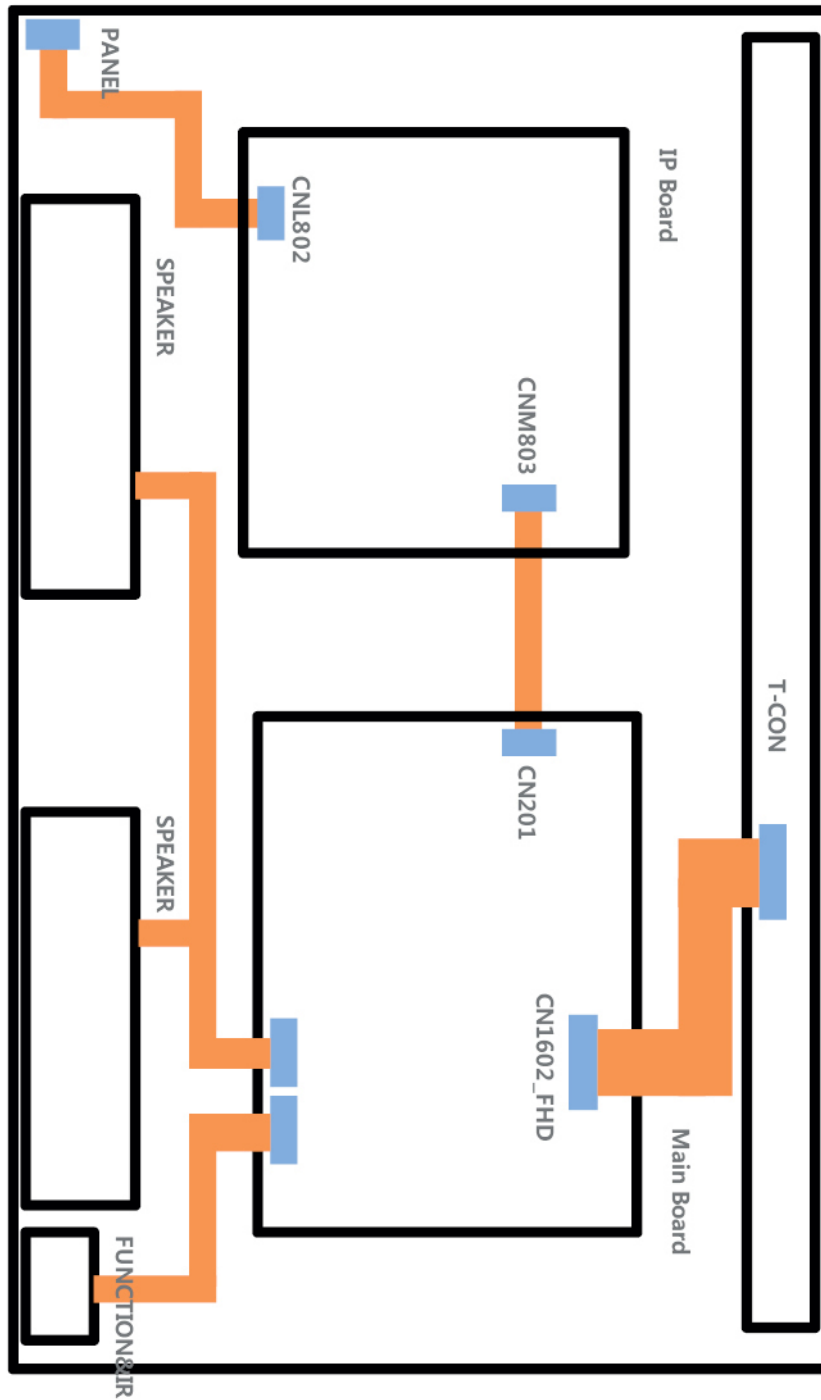 T-CON
IP Board
Main Board
CNM803
CN201
CN1602_FHD
CNL802
PANEL
SPEAKER
SPEAKER
FUNCTION&IR